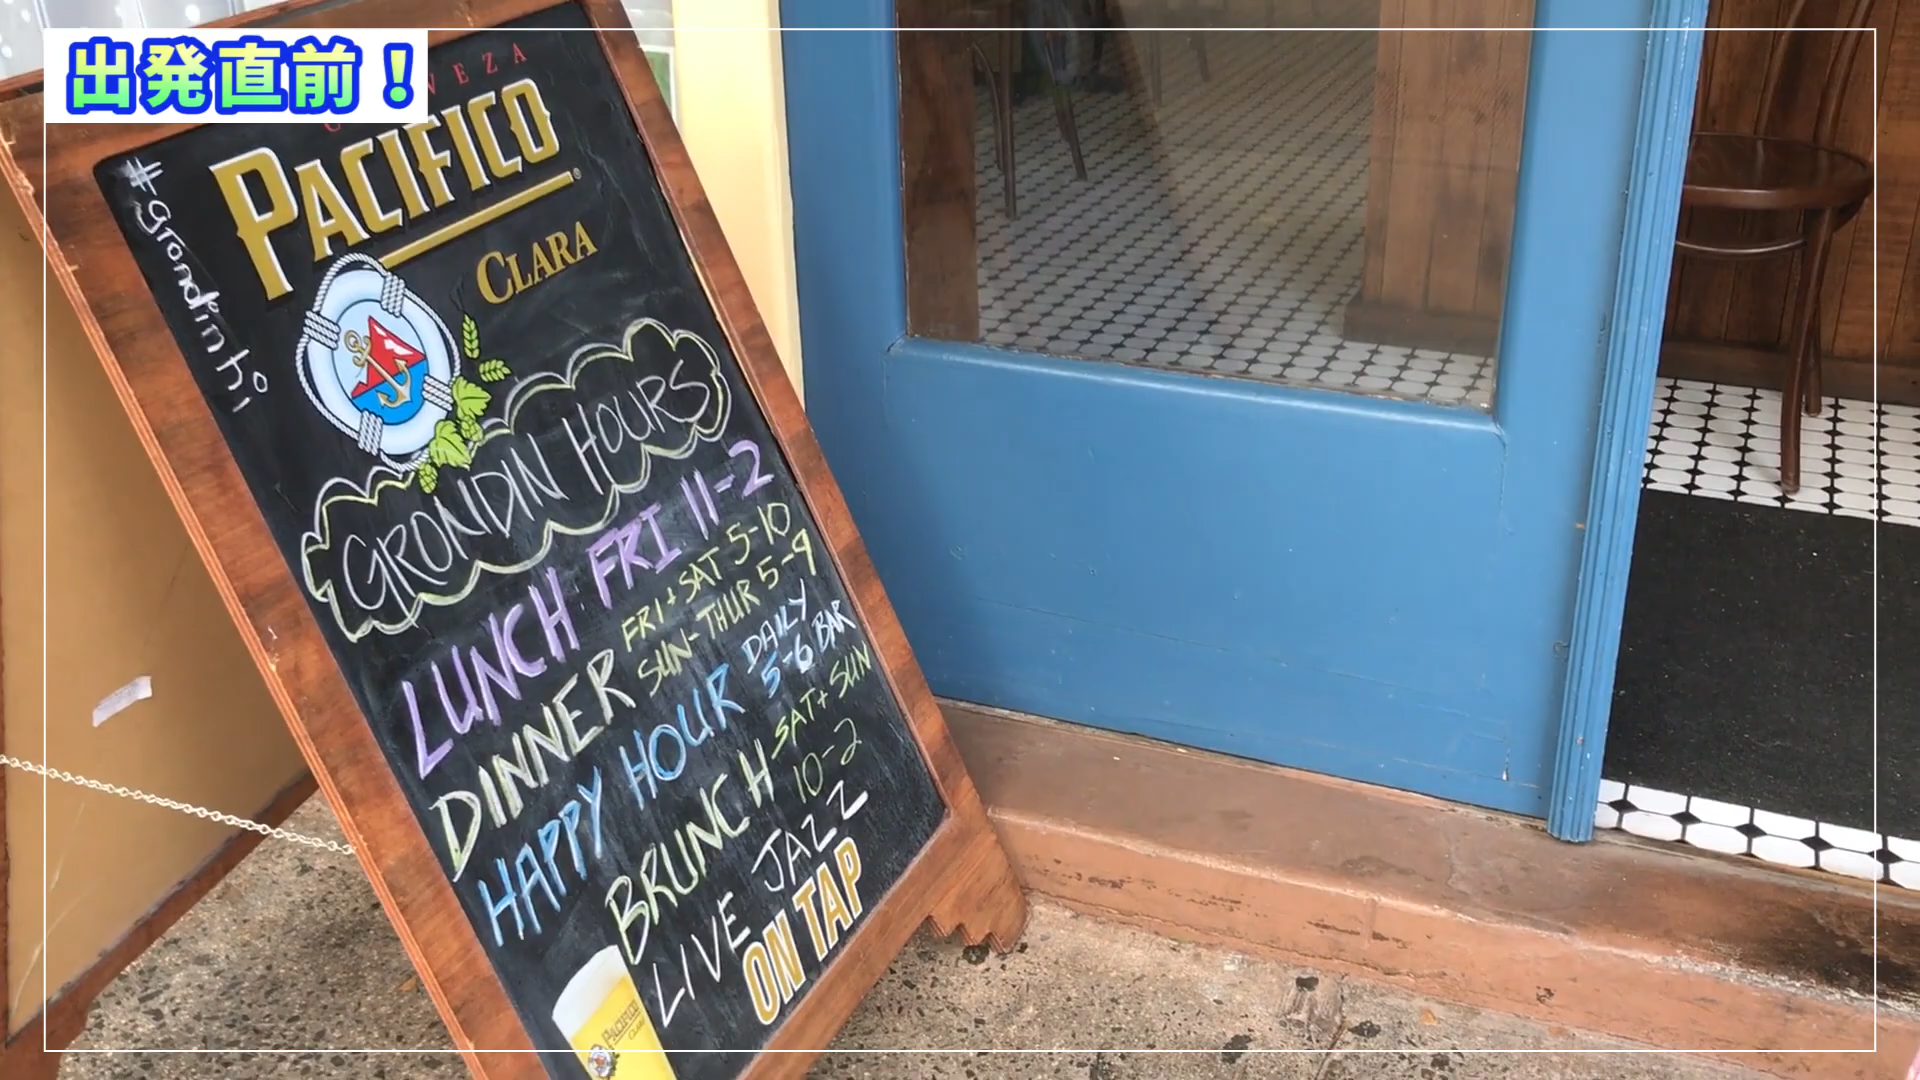 出発直前！
CERVEZA
PACIFICO
CLARA
#grondinhi
GRONDIN HOURS
LUNCH FRI 11-2
DINNER FRI + SAT 5-10
SUN-THUR 5-9
HAPPY HOUR DAILY
5-6 BAR
BRUNCH SAT + SUN
10-2
LIVE JAZZ
ON TAP
PACIFICO
CLARA